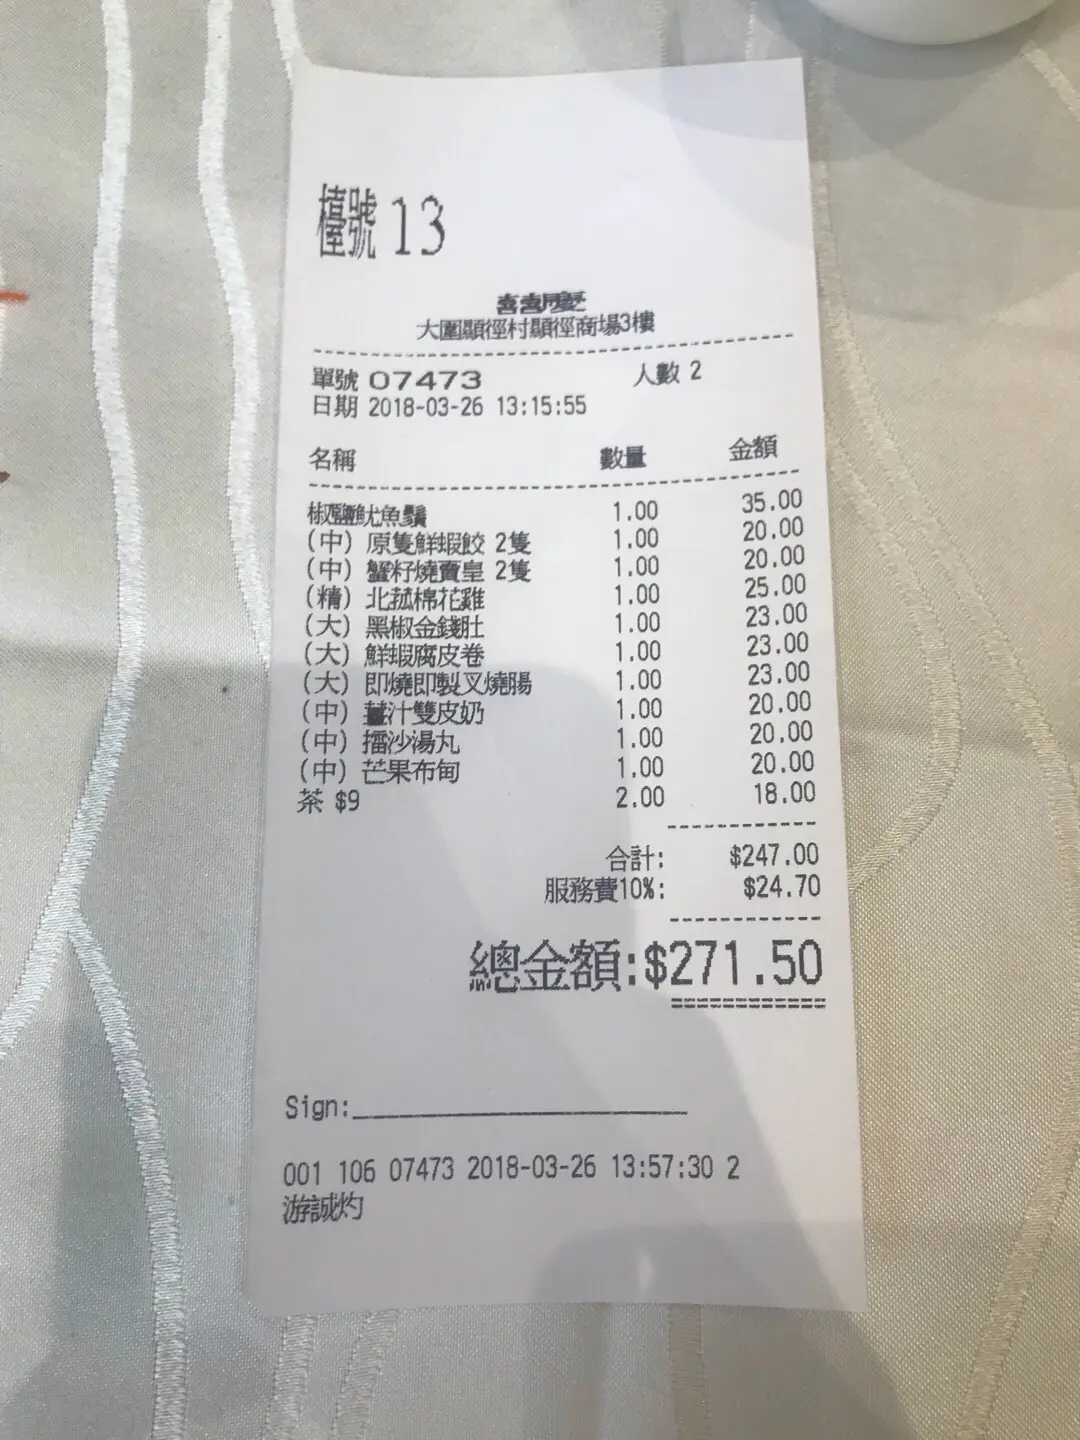 檯號 13
喜喜慶
大圍顯徑村顯徑商場3樓
單號 07473 人數 2
日期 2018-03-26 13:15:55
名稱 數量 金額
椒鹽魷魚鬚 1.00 35.00
(中) 原隻鮮蝦餃 2隻 1.00 20.00
(中) 蟹籽燒賣皇 2隻 1.00 20.00
(精) 北菰棉花雞 1.00 25.00
(大) 黑椒金錢肚 1.00 23.00
(大) 鮮蝦腐皮卷 1.00 23.00
(大) 即燒即製叉燒腸 1.00 23.00
(中) 薑汁雙皮奶 1.00 20.00
(中) 擂沙湯丸 1.00 20.00
(中) 芒果布甸 1.00 20.00
茶 $9 2.00 18.00
合計: $247.00
服務費10%: $24.70
總金額:$271.50
Sign:
001 106 07473 2018-03-26 13:57:30 2
游誠灼